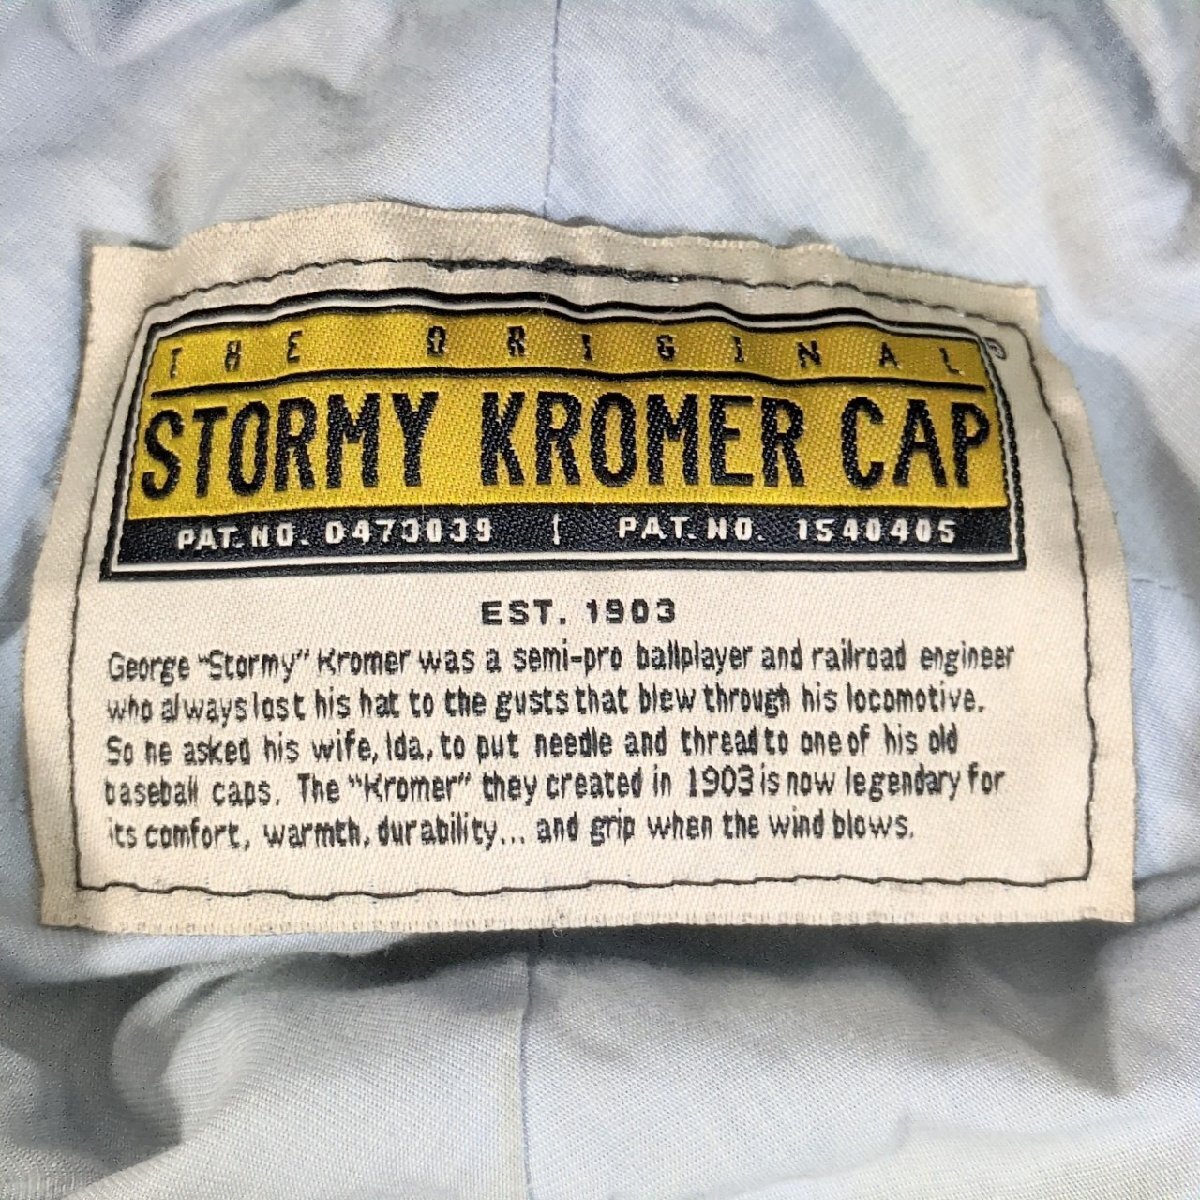 THE ORIGINAL
®
STORMY KROMER CAP
PAT. NO. D473039 | PAT. NO. 1540405
EST. 1903
George "Stormy" Kromer was a semi-pro ballplayer and railroad engineer
who always lost his hat to the gusts that blew through his locomotive.
So he asked his wife, Ida, to put needle and thread to one of his old
baseball caps. The "Kromer" they created in 1903 is now legendary for
its comfort, warmth, durability... and grip when the wind blows.